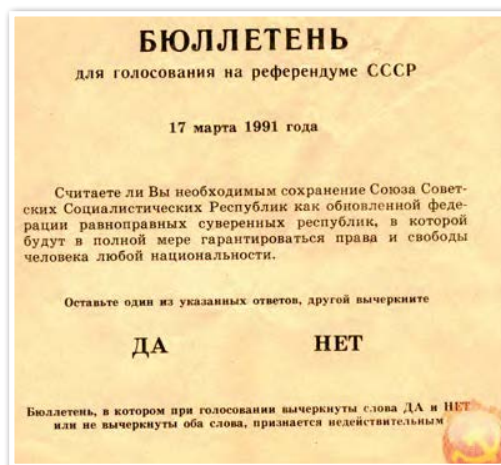 БЮЛЛЕТЕНЬ
для голосования на референдуме СССР
17 марта 1991 года
Считаете ли Вы необходимым сохранение Союза Совет-
ских Социалистических Республик как обновленной феде-
рации равноправных суверенных республик, в которой
будут в полной мере гарантироваться права и свободы
человека любой национальности.
Оставьте один из указанных ответов, другой вычеркните
ДА НЕТ
Бюллетень, в котором при голосовании вычеркнуты слова ДА и НЕТ
или не вычеркнуты оба слова, признается недействительным